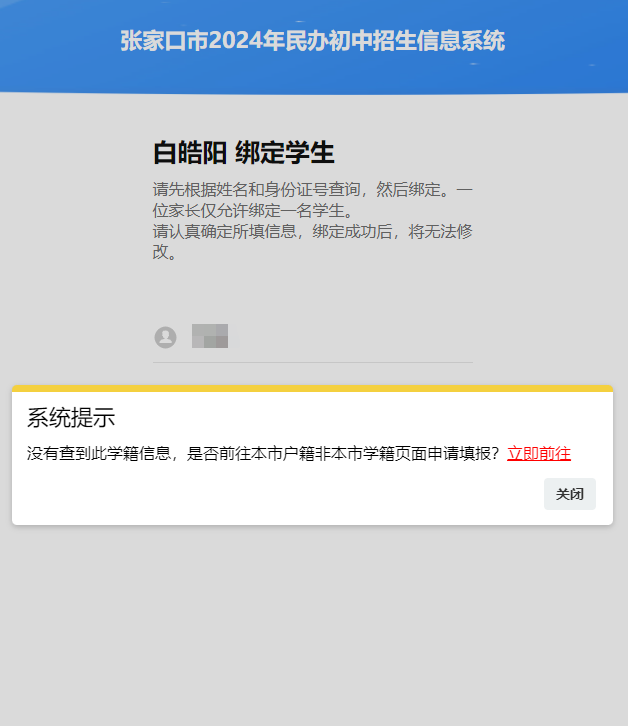 张家口市2024年民办初中招生信息系统
白皓阳 绑定学生
请先根据姓名和身份证号查询，然后绑定。一
位家长仅允许绑定一名学生。
请认真确定所填信息，绑定成功后，将无法修
改。
系统提示
没有查到此学籍信息，是否前往本市户籍非本市学籍页面申请填报？立即前往
关闭